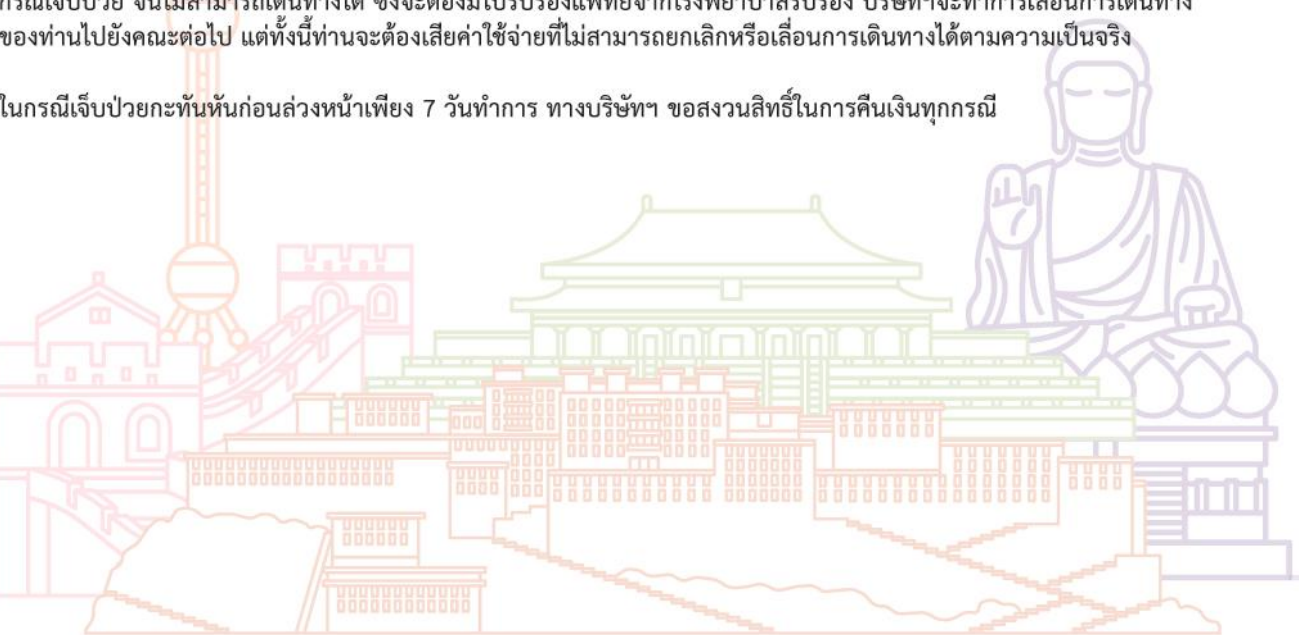 กรณีเจ็บป่วย จนไม่สามารถเดินทางได้ ซึ่งจะต้องมีใบรับรองแพทย์จากโรงพยาบาลรับรอง บริษัทฯจะทำการเลื่อนการเดินทาง
ของท่านไปยังคณะต่อไป แต่ทั้งนี้ท่านจะต้องเสียค่าใช้จ่ายที่ไม่สามารถยกเลิกหรือเลื่อนการเดินทางได้ตามความเป็นจริง
ในกรณีเจ็บป่วยกะทันหันก่อนล่วงหน้าเพียง 7 วันทำการ ทางบริษัทฯ ขอสงวนสิทธิ์ในการคืนเงินทุกกรณี